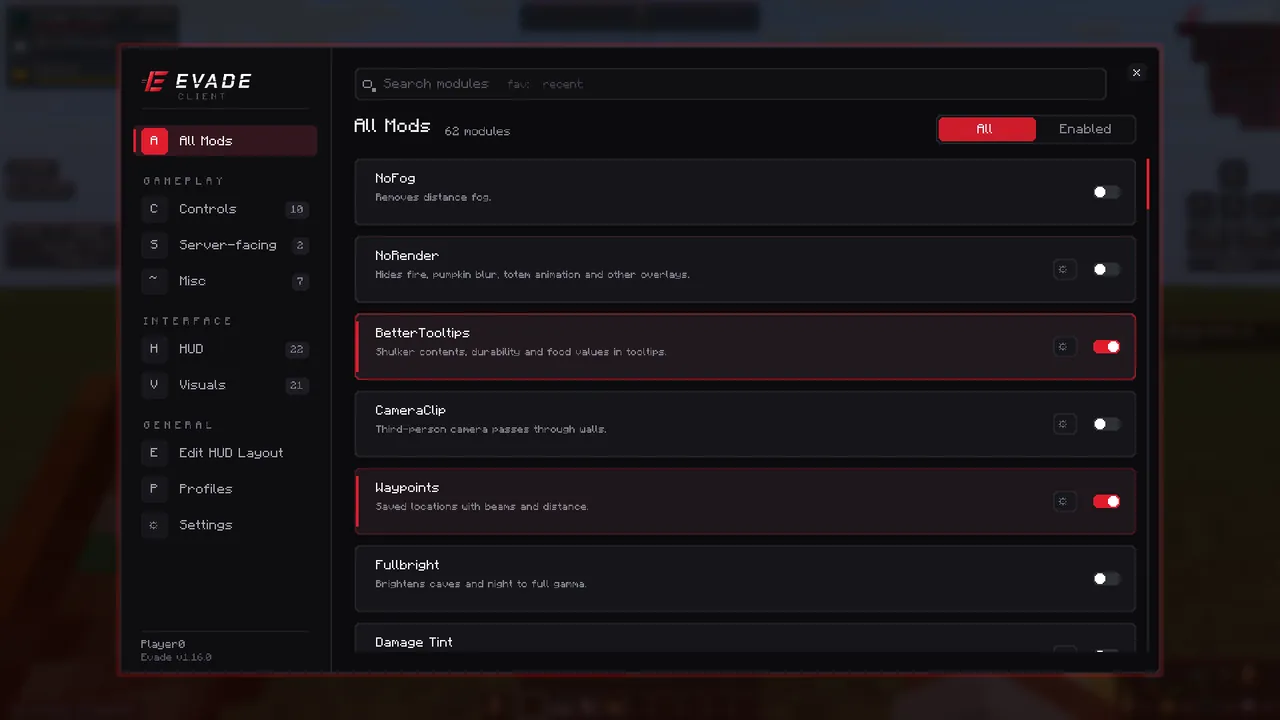 EVADE
CLIENT
A All Mods
GAMEPLAY
C Controls 10
S Server-facing 2
~ Misc 7
INTERFACE
H HUD 22
V Visuals 21
GENERAL
E Edit HUD Layout
P Profiles
Settings
Player0
Evade v1.16.0
Search modules fav: recent
All Mods 62 modules
All Enabled
NoFog
Removes distance fog.
NoRender
Hides fire, pumpkin blur, totem animation and other overlays.
BetterTooltips
Shulker contents, durability and food values in tooltips.
CameraClip
Third-person camera passes through walls.
Waypoints
Saved locations with beams and distance.
Fullbright
Brightens caves and night to full gamma.
Damage Tint